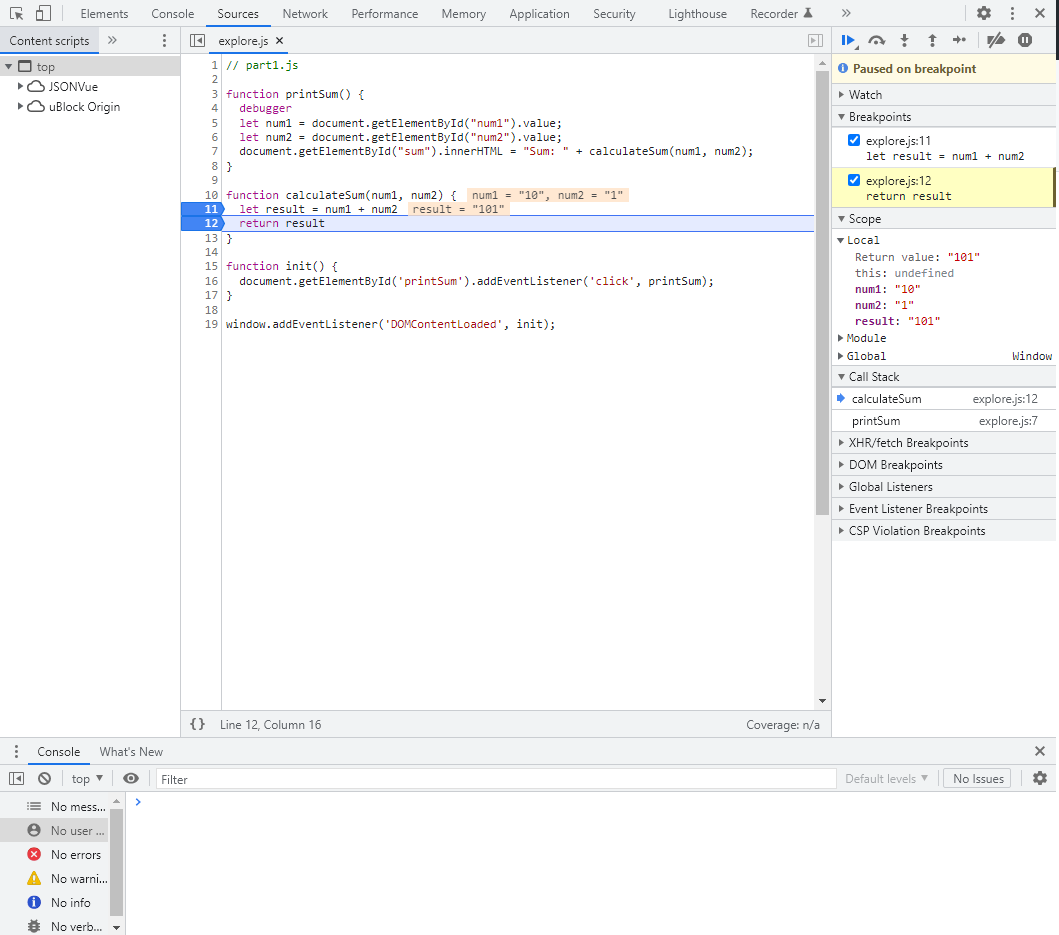 Elements Console Sources Network Performance Memory Application Security Lighthouse Recorder
Content scripts
explore.js
top
JSONVue
uBlock Origin
1 // part1.js
2
3 function printSum() {
4 debugger
5 let num1 = document.getElementById("num1").value;
6 let num2 = document.getElementById("num2").value;
7 document.getElementById("sum").innerHTML = "Sum: " + calculateSum(num1, num2);
8 }
9
10 function calculateSum(num1, num2) { num1 = "10", num2 = "1"
11 let result = num1 + num2 result = "101"
12 return result
13 }
14
15 function init() {
16 document.getElementById('printSum').addEventListener('click', printSum);
17 }
18
19 window.addEventListener('DOMContentLoaded', init);
{} Line 12, Column 16 Coverage: n/a
Paused on breakpoint
Watch
Breakpoints
explore.js:11
let result = num1 + num2
explore.js:12
return result
Scope
Local
Return value: "101"
this: undefined
num1: "10"
num2: "1"
result: "101"
Module
Global Window
Call Stack
calculateSum explore.js:12
printSum explore.js:7
XHR/fetch Breakpoints
DOM Breakpoints
Global Listeners
Event Listener Breakpoints
CSP Violation Breakpoints
Console What's New
top Filter Default levels No Issues
No mess...
No user ...
No errors
No warni...
No info
No verb...